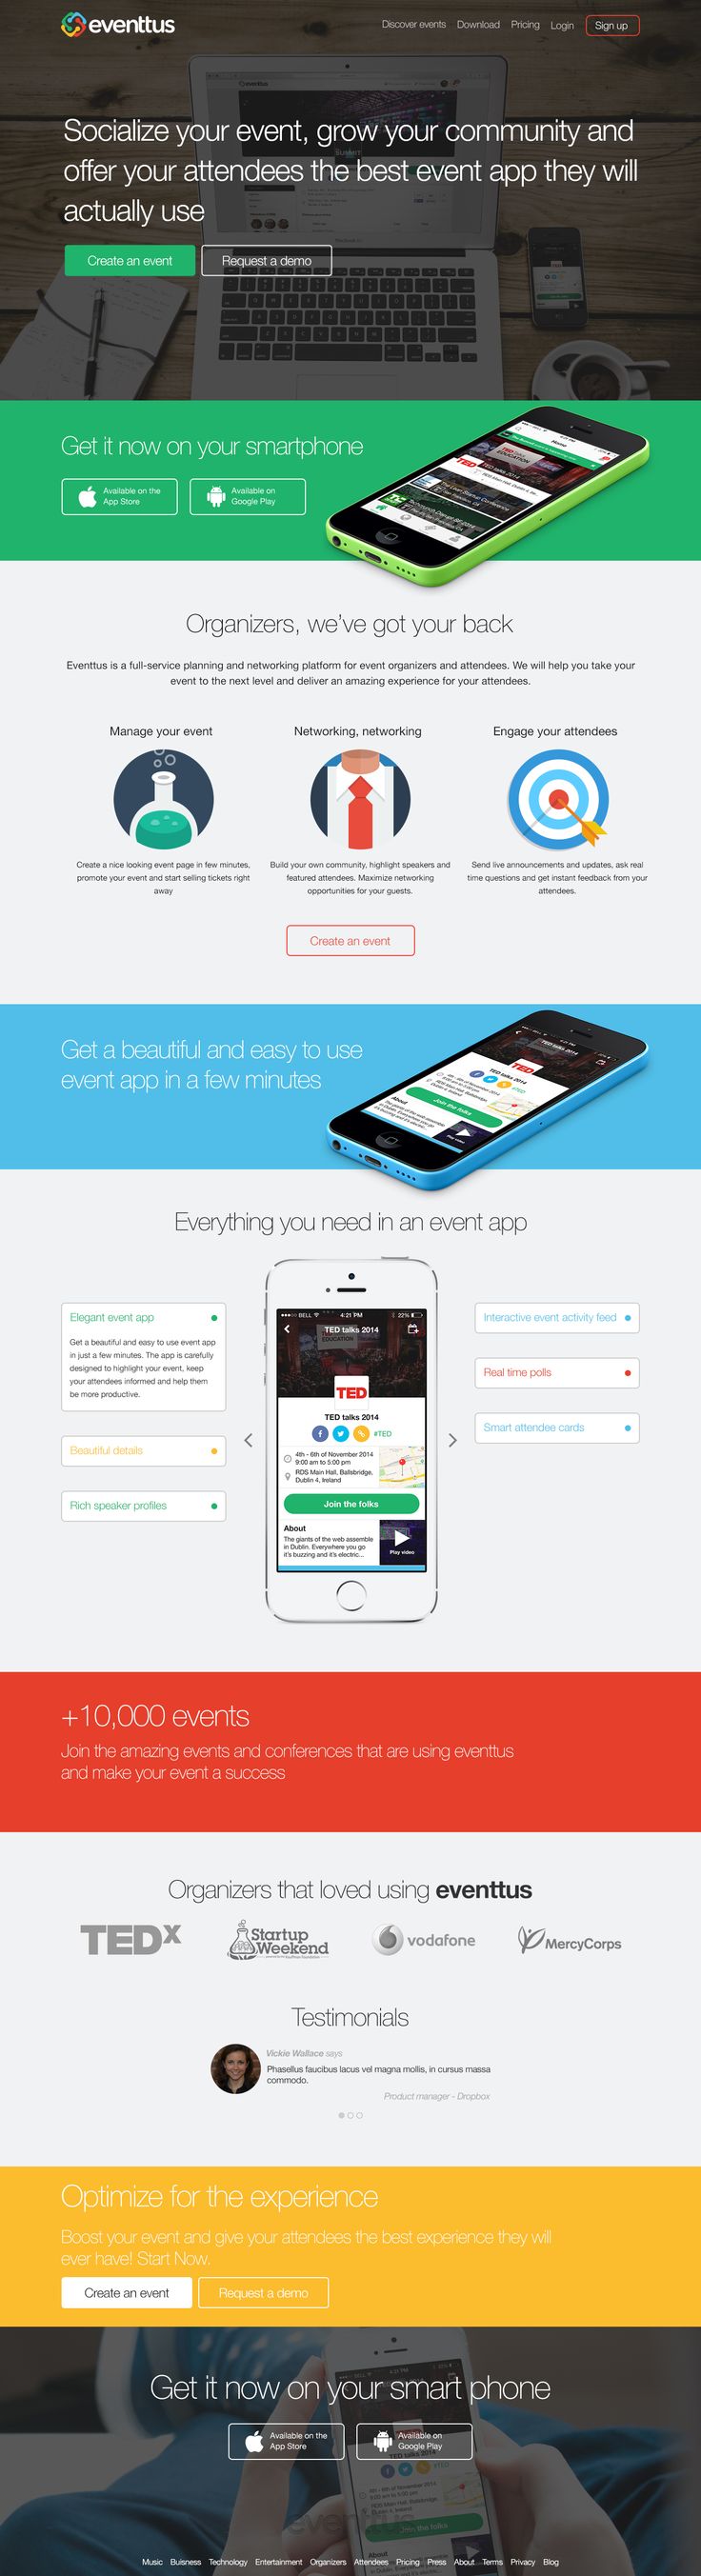 eventtus
Discover events Download Pricing Login Sign up
Socialize your event, grow your community and
offer your attendees the best event app they will
actually use
Create an event Request a demo
Get it now on your smartphone
Available on the
App Store
Available on
Google Play
Organizers, we've got your back
Eventtus is a full-service planning and networking platform for event organizers and attendees. We will help you take your
event to the next level and deliver an amazing experience for your attendees.
Manage your event
Create a nice looking event page in few minutes,
promote your event and start selling tickets right
away
Networking, networking
Build your own community, highlight speakers and
featured attendees. Maximize networking
opportunities for your guests.
Engage your attendees
Send live announcements and updates, ask real
time questions and get instant feedback from your
attendees.
Create an event
Get a beautiful and easy to use
event app in a few minutes
TED
TED talks 2014
Join the folks
About
Play video
Everything you need in an event app
Elegant event app
Get a beautiful and easy to use event app
in just a few minutes. The app is carefully
designed to highlight your event, keep
your attendees informed and help them
be more productive.
Beautiful details
Rich speaker profiles
BELL 4:21 PM 22%
TED talks 2014
TED
TED talks 2014
#TED
4th - 6th of November 2014
9:00 am to 5:00 pm
RDS Main Hall, Ballsbridge,
Dublin 4, Ireland
Join the folks
About
The giants of the web assemble
in Dublin. Everywhere you go
it's buzzing and it's electric...
Play video
Interactive event activity feed
Real time polls
Smart attendee cards
+10,000 events
Join the amazing events and conferences that are using eventtus
and make your event a success
Organizers that loved using eventtus
TEDx
Startup
Weekend
vodafone
MercyCorps
Testimonials
Vickie Wallace says
Phasellus faucibus lacus vel magna mollis, in cursus massa
commodo.
Product manager - Dropbox
Optimize for the experience
Boost your event and give your attendees the best experience they will
ever have! Start Now.
Create an event Request a demo
Get it now on your smart phone
Available on the
App Store
Available on
Google Play
eventtus
Music Buisness Technology Entertainment Organizers Attendees Pricing Press About Terms Privacy Blog